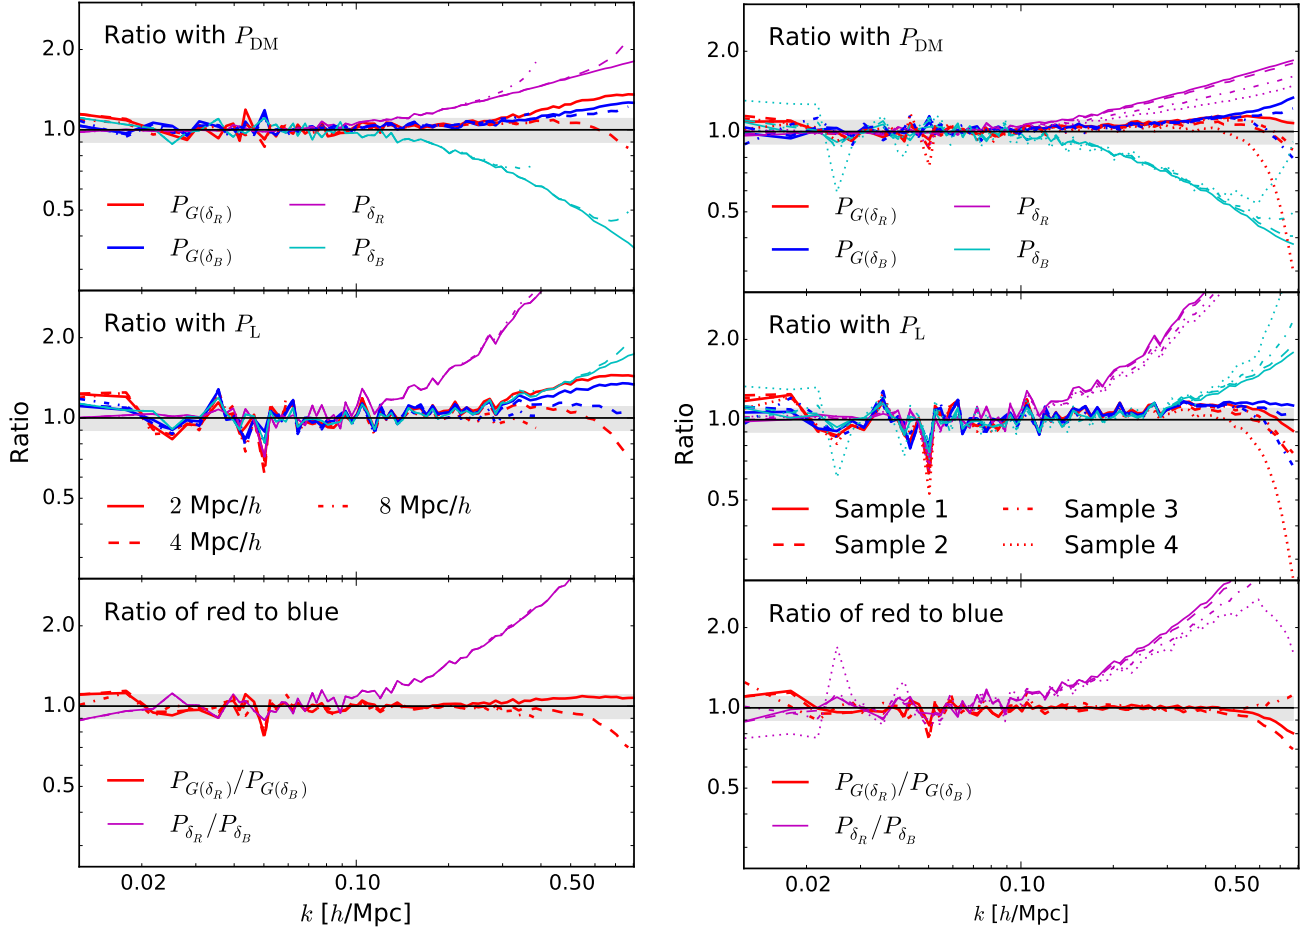 Ratio with P_DM
2.0
1.0
0.5
P_G(δ_R) P_δ_R
P_G(δ_B) P_δ_B
Ratio with P_L
2.0
1.0
0.5
Ratio
2 Mpc/h 8 Mpc/h
4 Mpc/h
Ratio of red to blue
2.0
1.0
0.5
P_G(δ_R)/P_G(δ_B)
P_δ_R/P_δ_B
0.02 0.10 0.50
k [h/Mpc]
Ratio with P_DM
2.0
1.0
0.5
P_G(δ_R) P_δ_R
P_G(δ_B) P_δ_B
Ratio with P_L
2.0
1.0
0.5
Ratio
Sample 1 Sample 3
Sample 2 Sample 4
Ratio of red to blue
2.0
1.0
0.5
P_G(δ_R)/P_G(δ_B)
P_δ_R/P_δ_B
0.02 0.10 0.50
k [h/Mpc]